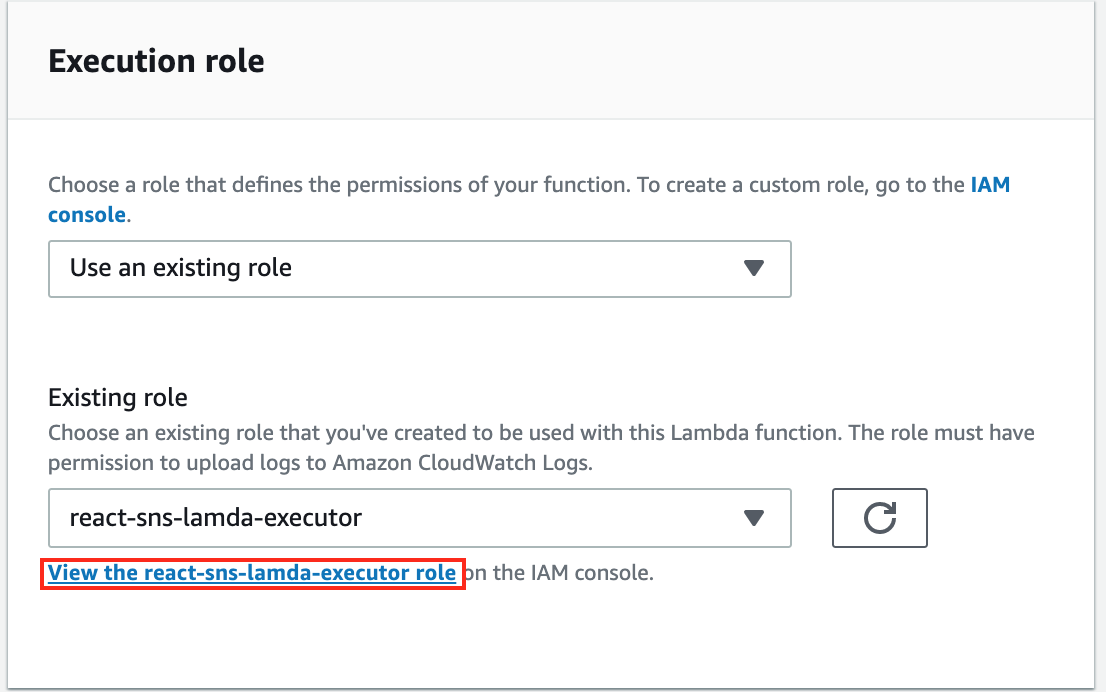 Execution role
Choose a role that defines the permissions of your function. To create a custom role, go to the IAM
console.
Use an existing role
Existing role
Choose an existing role that you've created to be used with this Lambda function. The role must have
permission to upload logs to Amazon CloudWatch Logs.
react-sns-lamda-executor
View the react-sns-lamda-executor role on the IAM console.